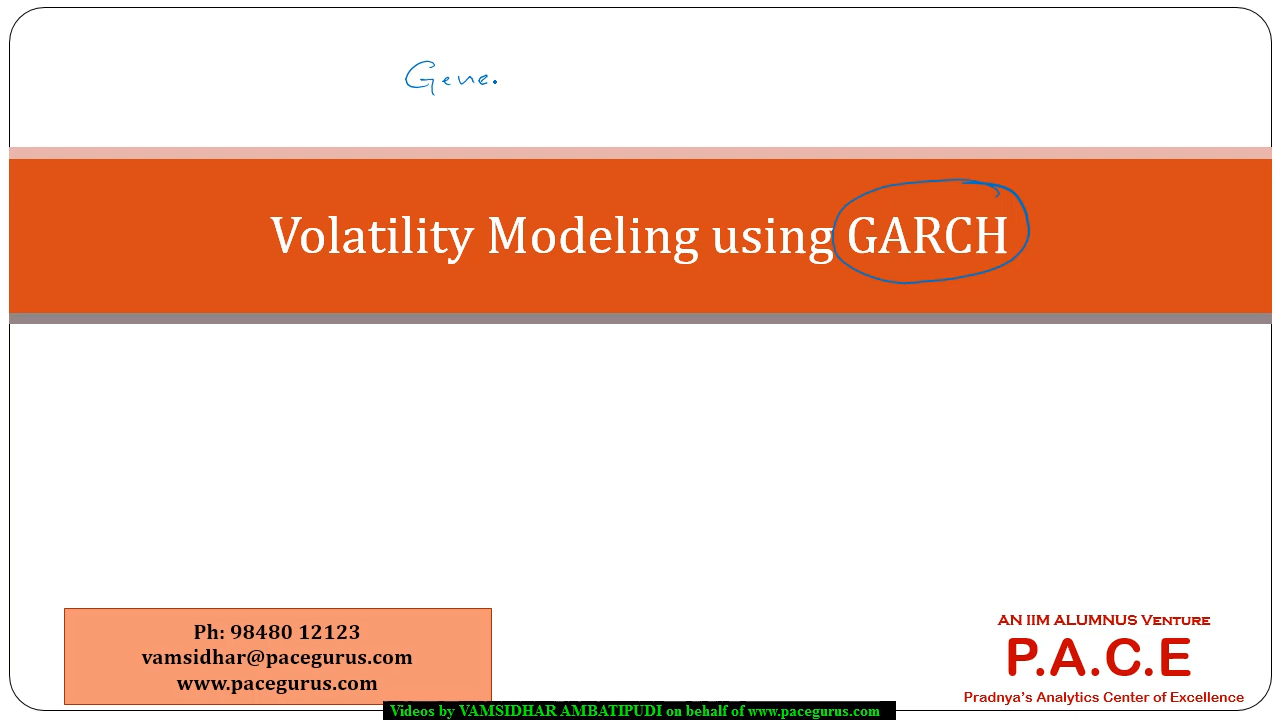 Gene.
Volatility Modeling using GARCH
Ph: 98480 12123
vamsidhar@pacegurus.com
www.pacegurus.com
AN IIM ALUMNUS VENTURE
P.A.C.E
Pradnya's Analytics Center of Excellence
Videos by VAMSIDHAR AMBATIPUDI on behalf of www.pacegurus.com